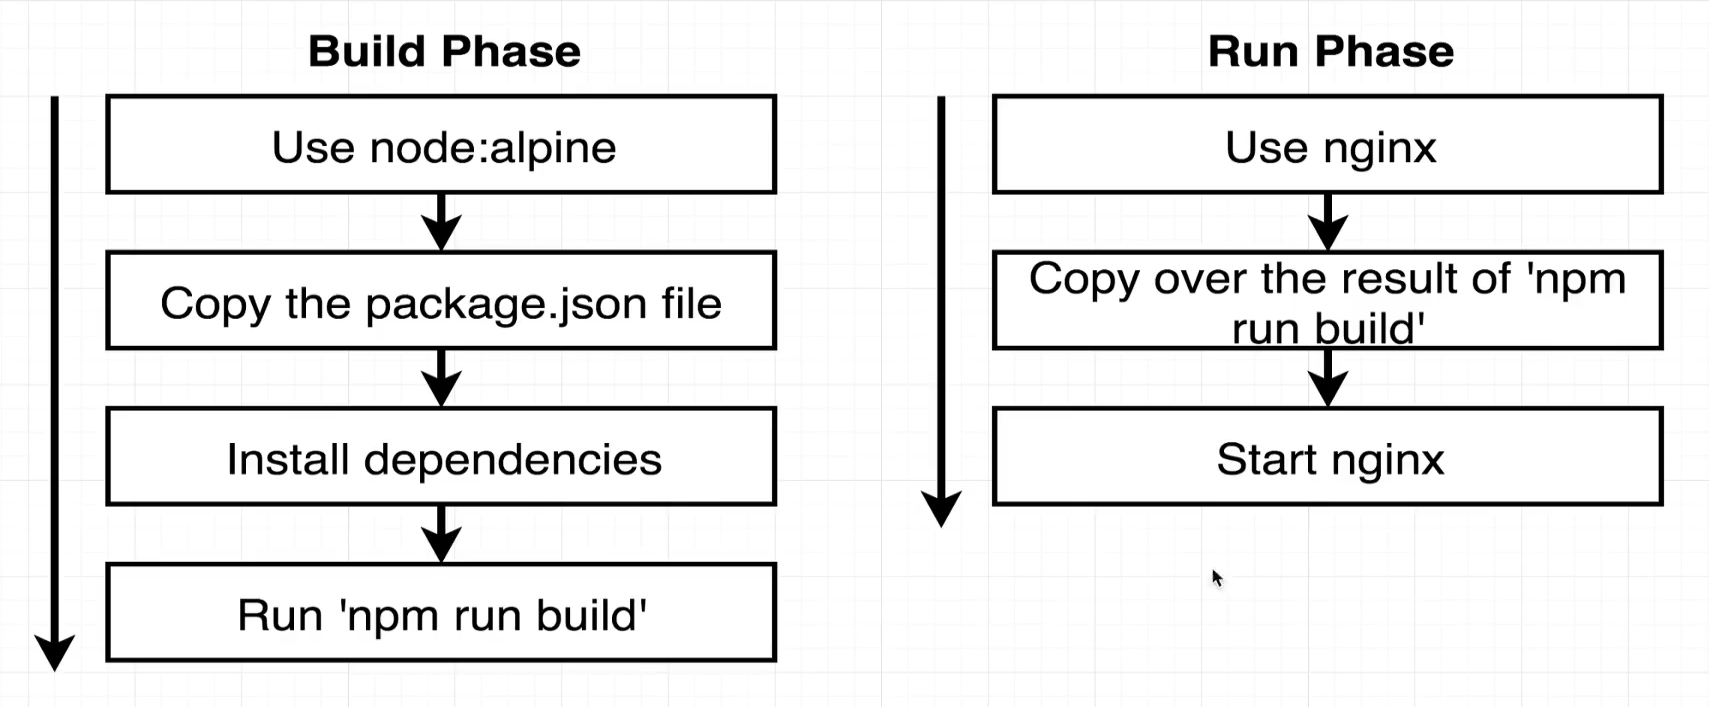 Build Phase
Use node:alpine
Copy the package.json file
Install dependencies
Run 'npm run build'
Run Phase
Use nginx
Copy over the result of 'npm
run build'
Start nginx